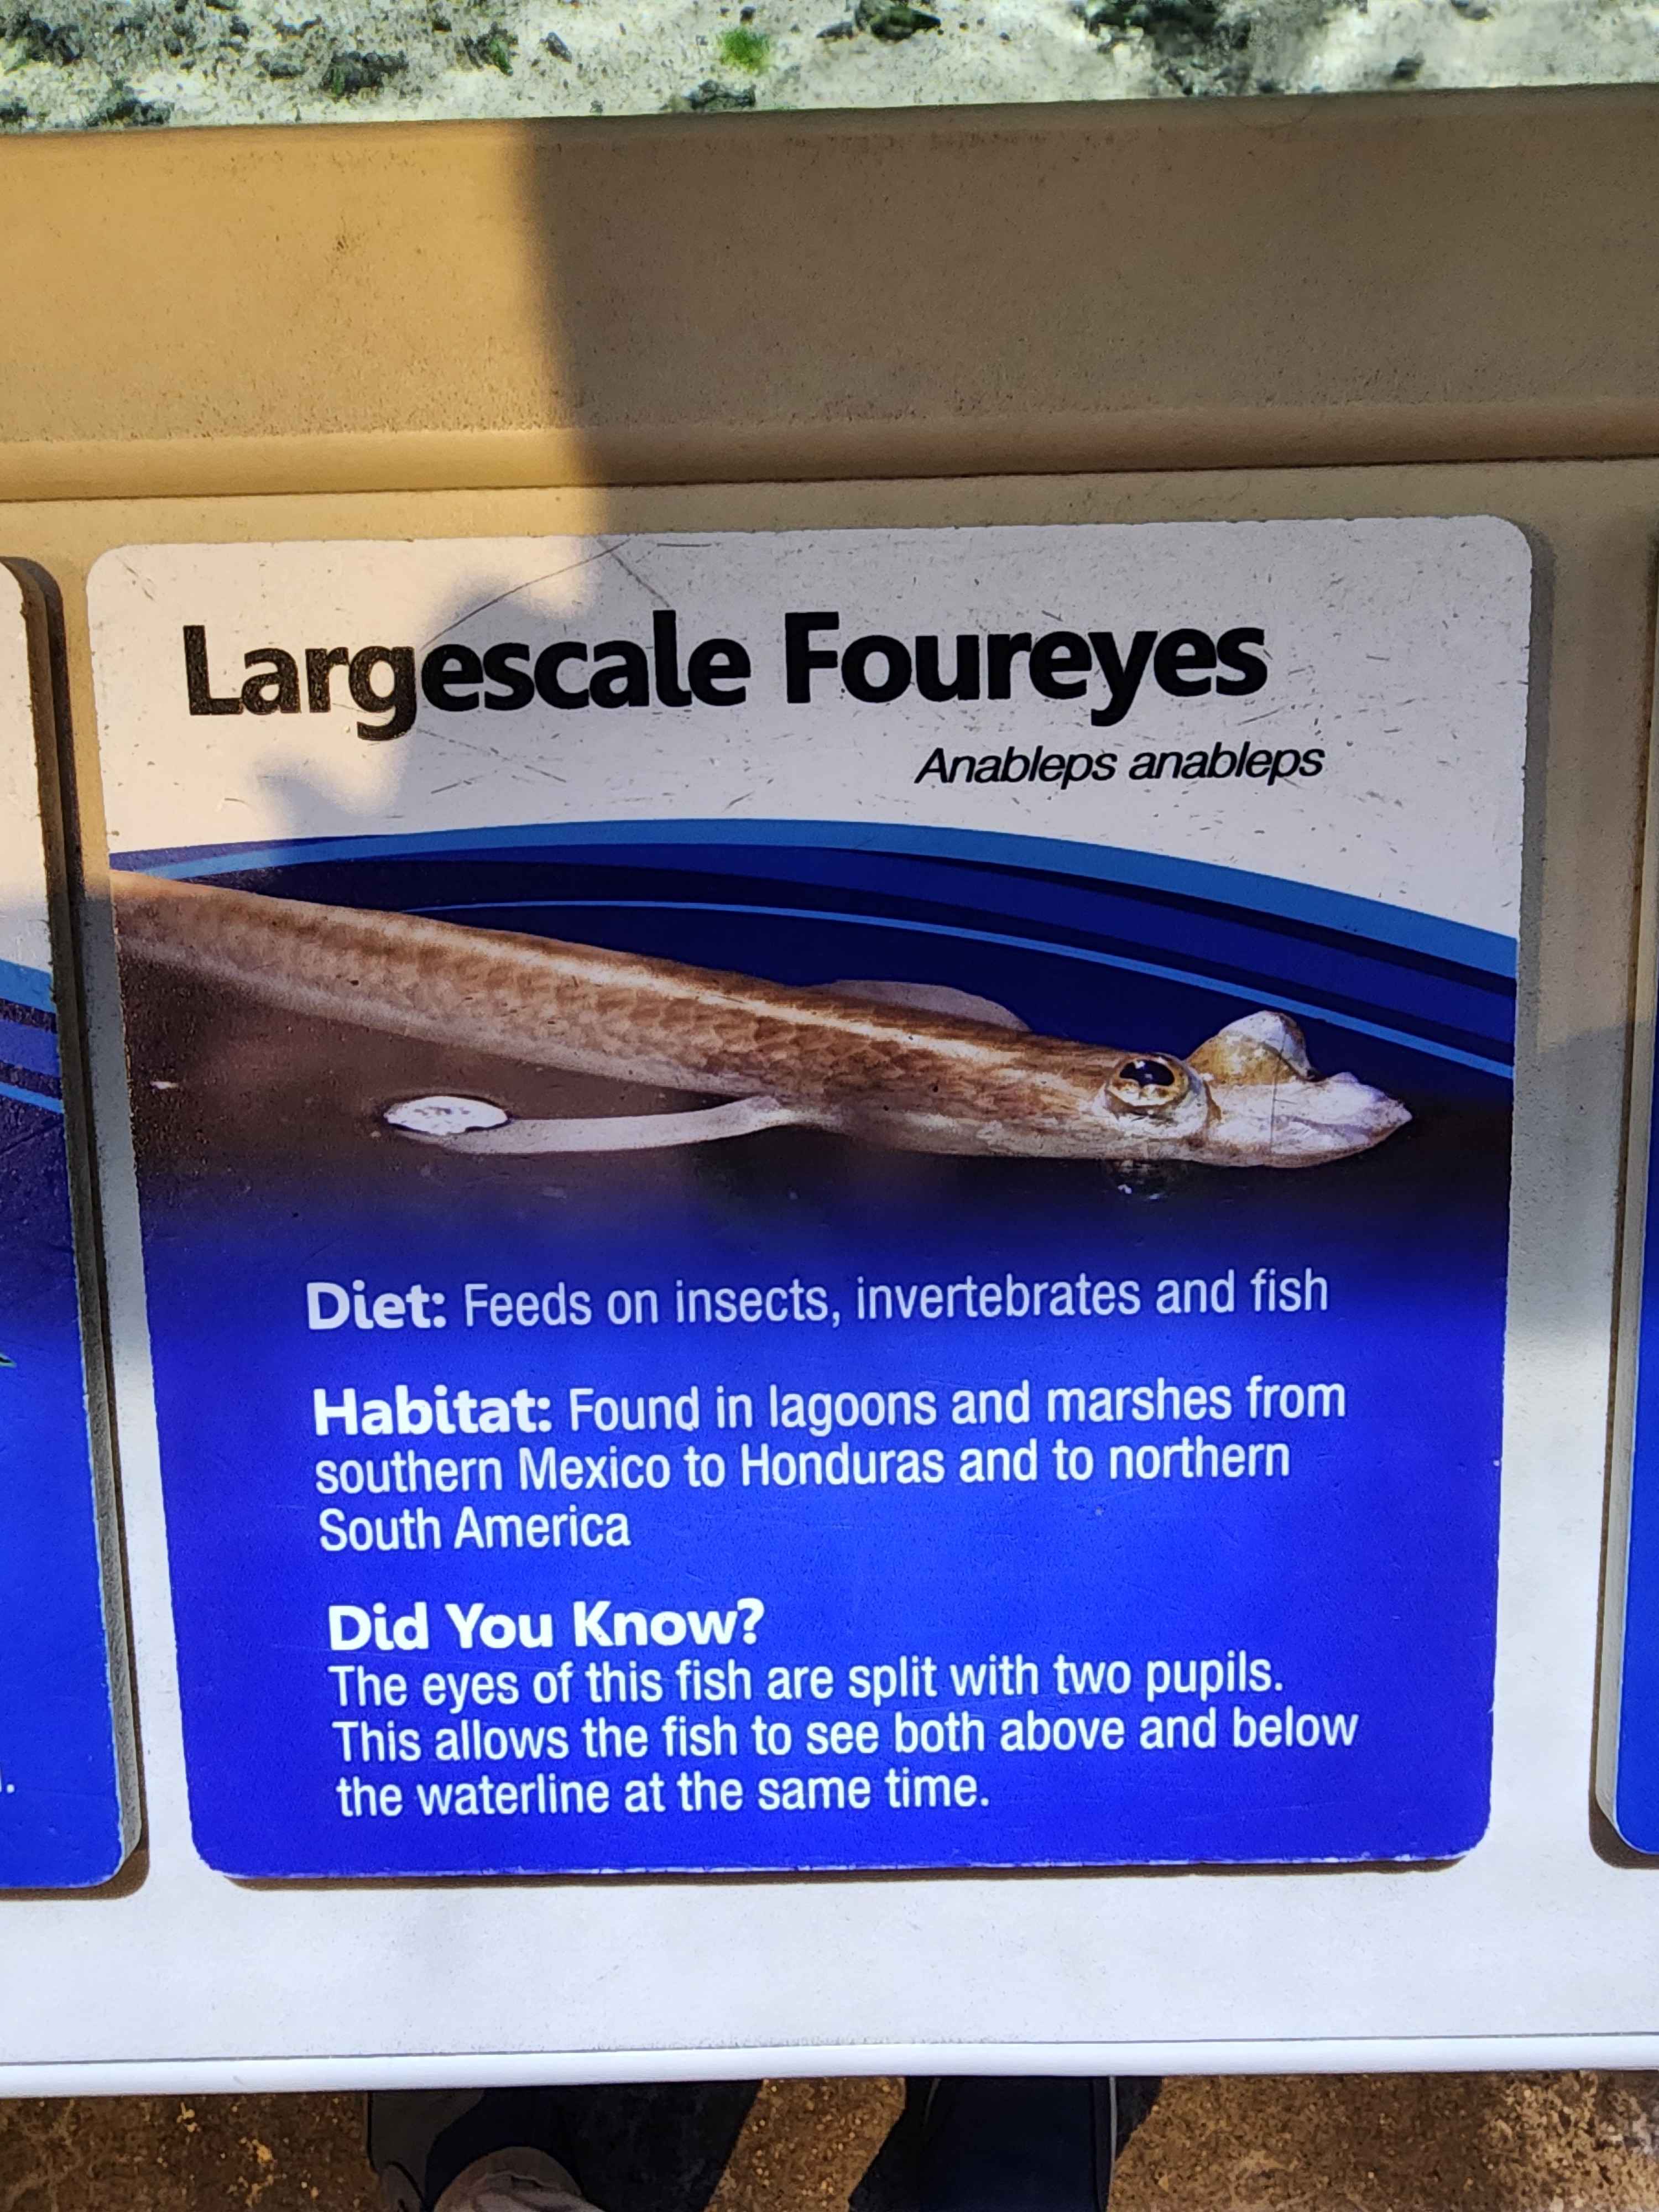 Largescale Foureyes
Anableps anableps
Diet: Feeds on insects, invertebrates and fish
Habitat: Found in lagoons and marshes from
southern Mexico to Honduras and to northern
South America
Did You Know?
The eyes of this fish are split with two pupils.
This allows the fish to see both above and below
the waterline at the same time.